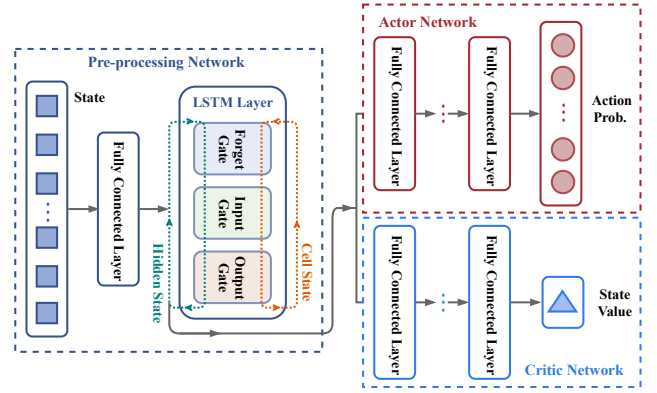 Pre-processing Network
State
Fully Connected Layer
LSTM Layer
Forget
Gate
Input
Gate
Output
Gate
Hidden State
Cell State
Actor Network
Fully Connected Layer
Fully Connected Layer
Action
Prob.
Fully Connected Layer
Fully Connected Layer
State
Value
Critic Network